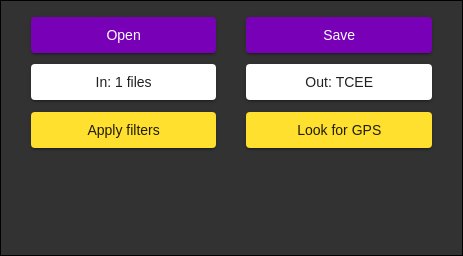 Open
Save
In: 1 files
Out: TCEE
Apply filters
Look for GPS